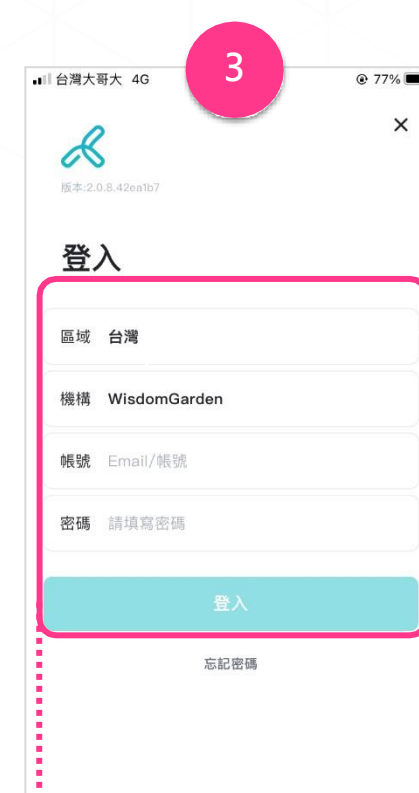 3
台灣大哥大 4G
77%
版本:2.0.8.42ea1b7
登入
區域 台灣
機構 WisdomGarden
帳號 Email/帳號
密碼 請填寫密碼
登入
忘記密碼